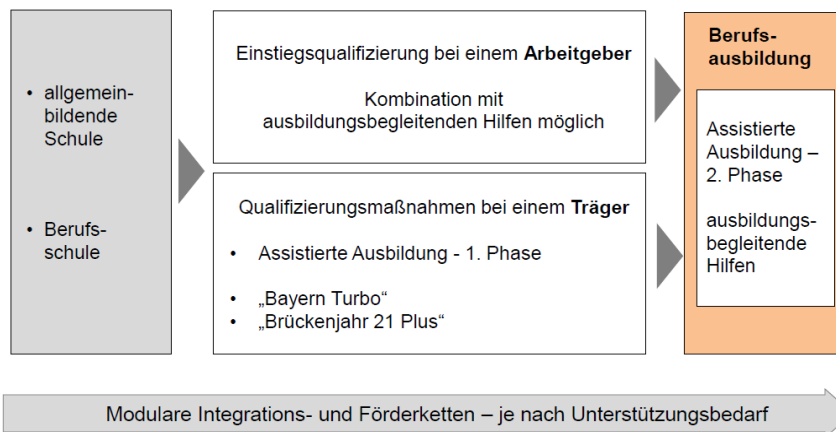 • allgemein-
bildende
Schule
• Berufs-
schule
Einstiegsqualifizierung bei einem Arbeitgeber
Kombination mit
ausbildungsbegleitenden Hilfen möglich
Qualifizierungsmaßnahmen bei einem Träger
• Assistierte Ausbildung - 1. Phase
• „Bayern Turbo“
• „Brückenjahr 21 Plus“
Berufs-
ausbildung
Assistierte
Ausbildung –
2. Phase
ausbildungs-
begleitende
Hilfen
Modulare Integrations- und Förderketten – je nach Unterstützungsbedarf